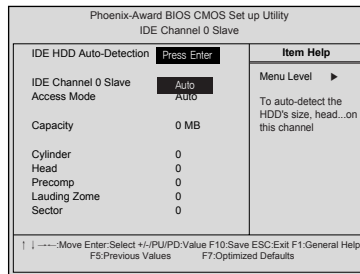 Phoenix-Award BIOS CMOS Set up Utility
IDE Channel 0 Slave
IDE HDD Auto-Detection Press Enter
IDE Channel 0 Slave Auto
Access Mode Auto
Capacity 0 MB
Cylinder 0
Head 0
Precomp 0
Lauding Zome 0
Sector 0
Item Help
Menu Level ►
To auto-detect the
HDD's size, head...on
this channel
↑ ↓ →←:Move Enter:Select +/-/PU/PD:Value F10:Save ESC:Exit F1:General Help
F5:Previous Values F7:Optimized Defaults